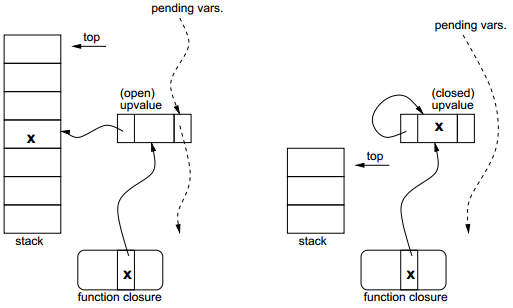 pending vars.
top
(open)
upvalue
x
stack
x
function closure
pending vars.
(closed)
upvalue
x
top
stack
x
function closure